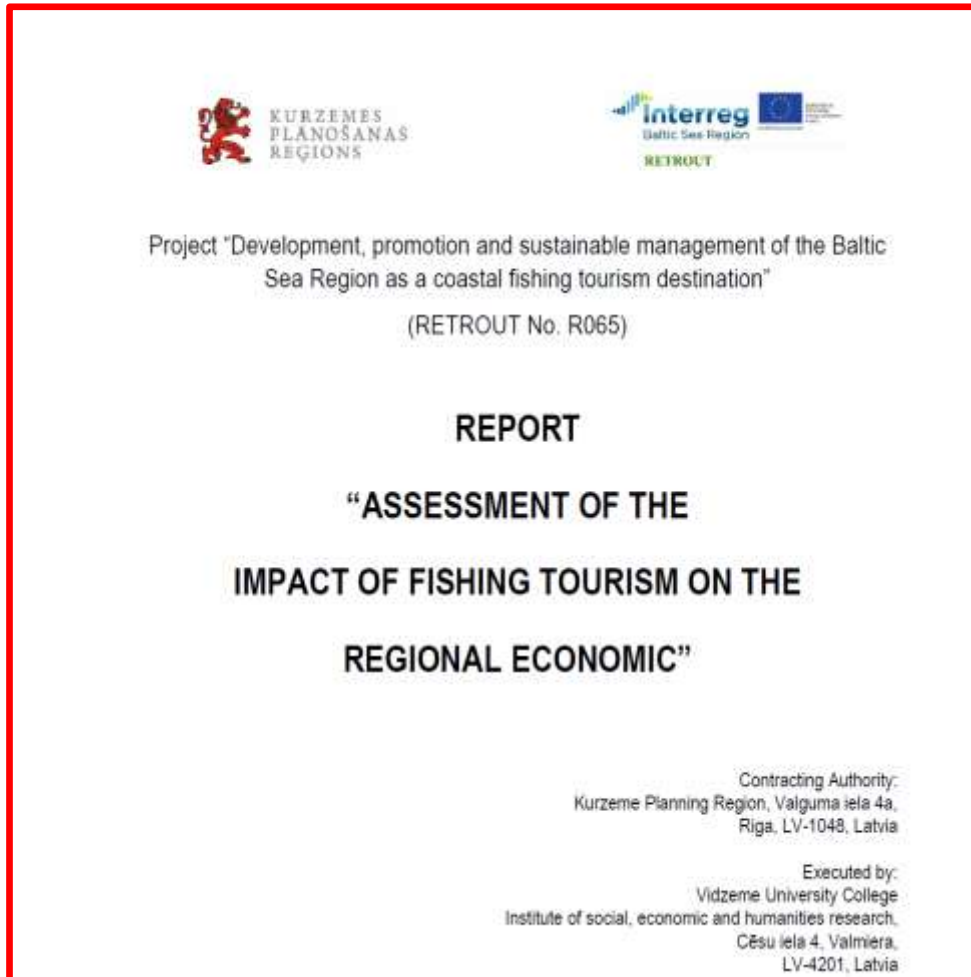 KURZEMES
PLĀNOŠANAS
REĢIONS
Interreg
Baltic Sea Region
RETROUT
Project “Development, promotion and sustainable management of the Baltic
Sea Region as a coastal fishing tourism destination”
(RETROUT No. R065)
REPORT
“ASSESSMENT OF THE
IMPACT OF FISHING TOURISM ON THE
REGIONAL ECONOMIC”
Contracting Authority:
Kurzeme Planning Region, Valguma iela 4a,
Riga, LV-1048, Latvia
Executed by:
Vidzeme University College
Institute of social, economic and humanities research,
Cēsu iela 4, Valmiera,
LV-4201, Latvia